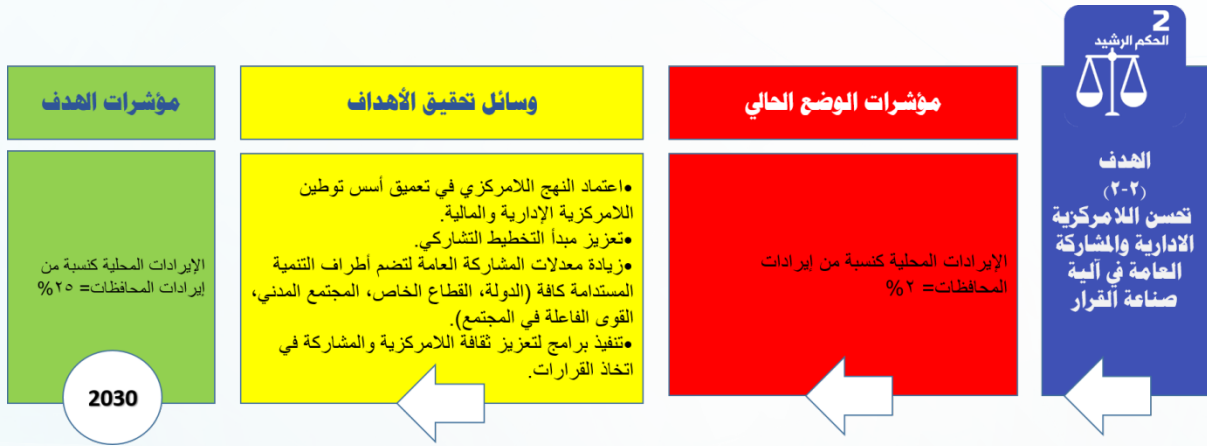 2
الحكم الرشيد
الهدف
(٢-٢)
تحسن اللامركزية
الادارية والمشاركة
العامة في آلية
صناعة القرار
مؤشرات الوضع الحالي
الإيرادات المحلية كنسبة من إيرادات
المحافظات= ٢%
وسائل تحقيق الأهداف
•اعتماد النهج اللامركزي في تعميق أسس توطين
اللامركزية الإدارية والمالية.
•تعزيز مبدأ التخطيط التشاركي.
•زيادة معدلات المشاركة العامة لتضم أطراف التنمية
المستدامة كافة (الدولة، القطاع الخاص، المجتمع المدني،
القوى الفاعلة في المجتمع).
•تنفيذ برامج لتعزيز ثقافة اللامركزية والمشاركة في
اتخاذ القرارات.
مؤشرات الهدف
الإيرادات المحلية كنسبة من
إيرادات المحافظات= ٢٥%
2030